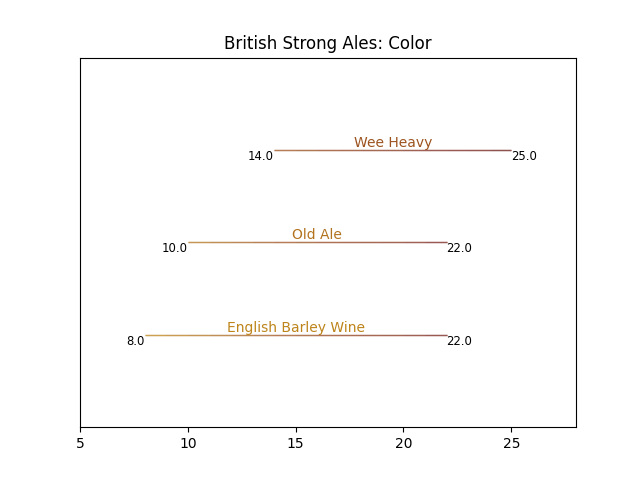 British Strong Ales: Color
Wee Heavy
14.0 25.0
Old Ale
10.0 22.0
English Barley Wine
8.0 22.0
5 10 15 20 25